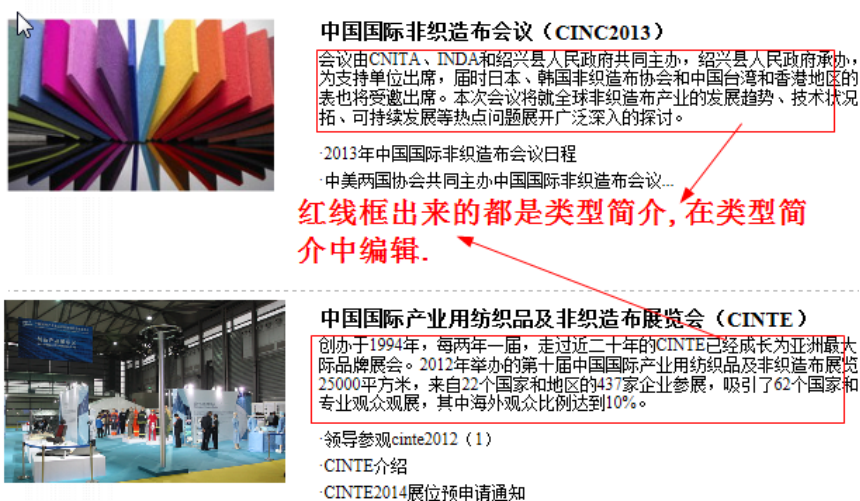 中国国际非织造布会议（CINC2013）
会议由CNITA、INDA和绍兴县人民政府共同主办，绍兴县人民政府承办，
为支持单位出席，届时日本、韩国非织造布协会和中国台湾和香港地区的
表也将受邀出席。本次会议将就全球非织造布产业的发展趋势、技术状况
拓、可持续发展等热点问题展开广泛深入的探讨。
·2013年中国国际非织造布会议日程
·中美两国协会共同主办中国国际非织造布会议...
红线框出来的都是类型简介,在类型简
介中编辑.
中国国际产业用纺织品及非织造布展览会（CINTE）
创办于1994年，每两年一届，走过近二十年的CINTE已经成长为亚洲最大
际品牌展会。2012年举办的第十届中国国际产业用纺织品及非织造布展览
25000平方米，来自22个国家和地区的437家企业参展，吸引了62个国家和
专业观众观展，其中海外观众比例达到10%。
·领导参观cinte2012（1）
·CINTE介绍
·CINTE2014展位预申请通知